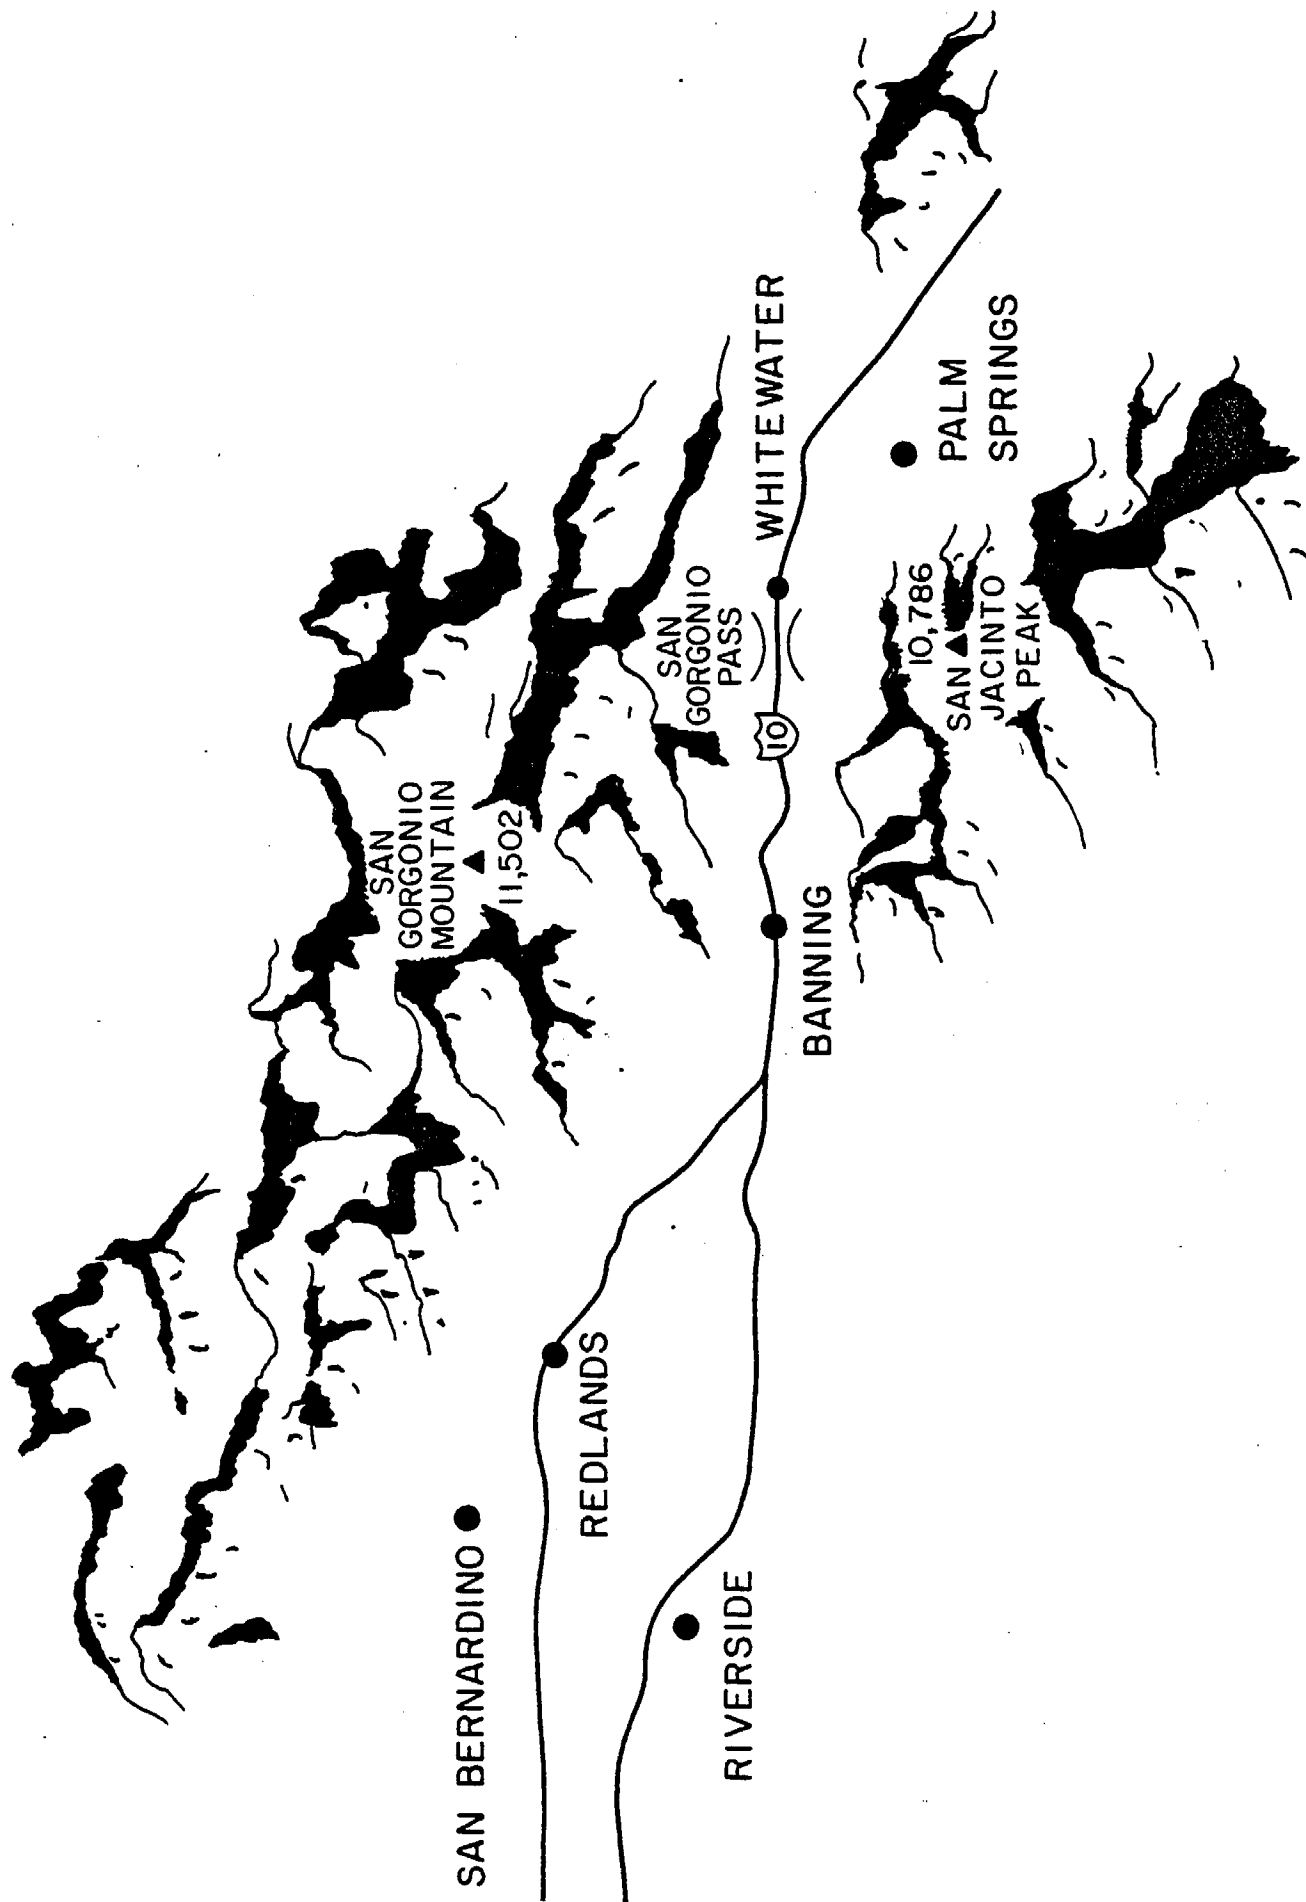 SAN BERNARDINO
REDLANDS
RIVERSIDE
SAN
GORGONIO
MOUNTAIN
11,502
BANNING
10
SAN
GORGONIO
PASS
WHITEWATER
10,786
SAN
JACINTO
PEAK
PALM
SPRINGS